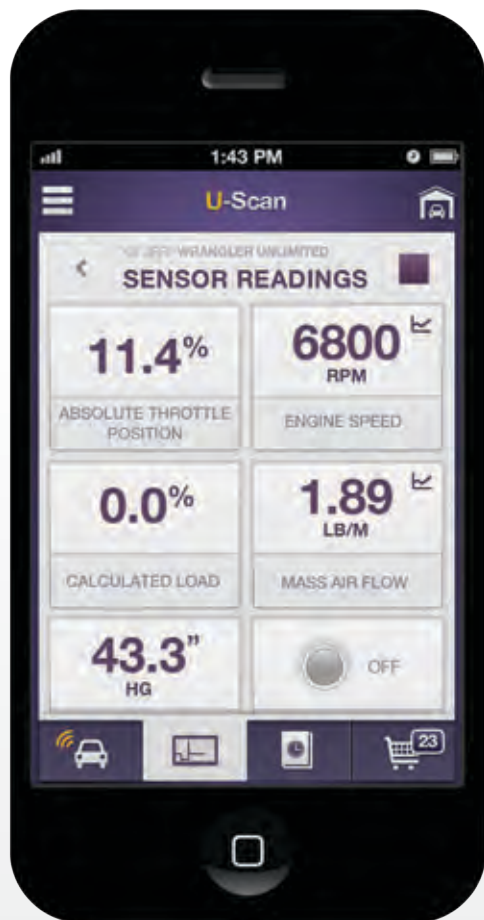 1:43 PM
U-Scan
WRANGLER UNLIMITED
SENSOR READINGS
11.4%
ABSOLUTE THROTTLE
POSITION
6800
RPM
ENGINE SPEED
0.0%
CALCULATED LOAD
1.89
LB/M
MASS AIR FLOW
43.3”
HG
OFF
23